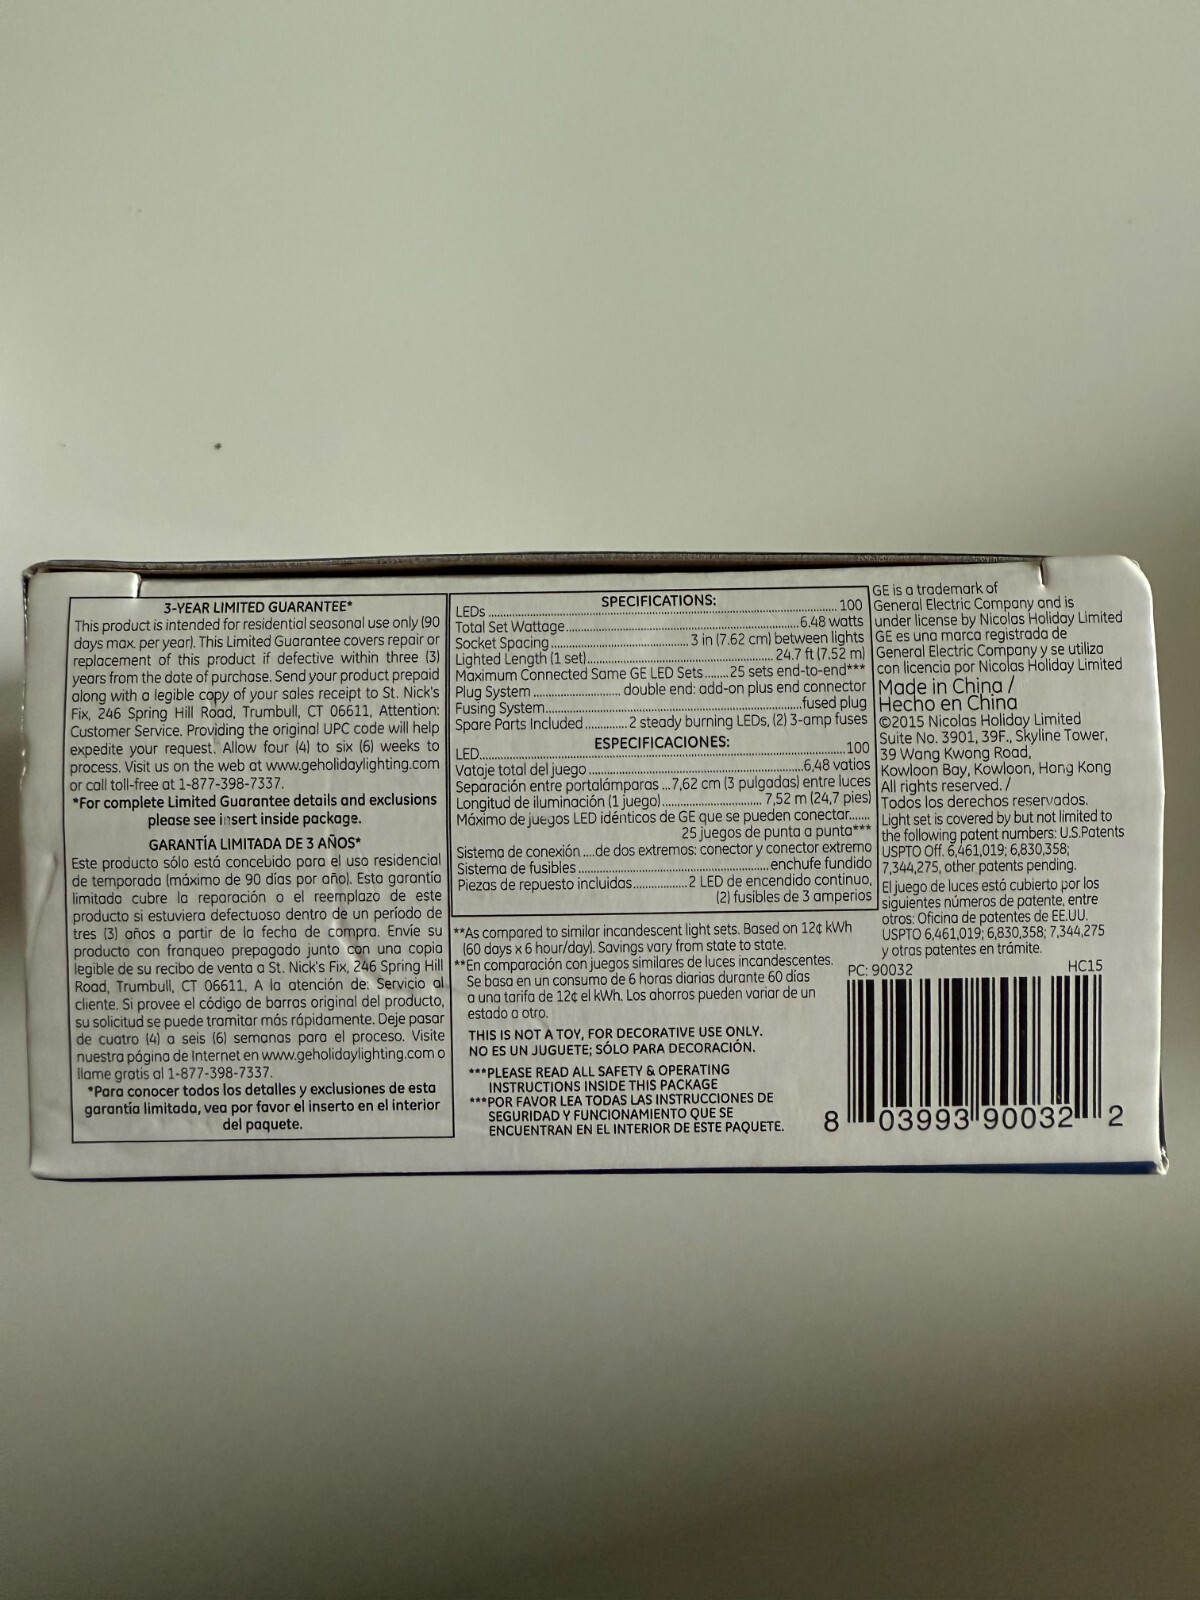 3-YEAR LIMITED GUARANTEE*
This product is intended for residential seasonal use only (90
days max. per year). This Limited Guarantee covers repair or
replacement of this product if defective within three (3)
years from the date of purchase. Send your product prepaid
along with a legible copy of your sales receipt to St. Nick's
Fix, 246 Spring Hill Road, Trumbull, CT 06611, Attention:
Customer Service. Providing the original UPC code will help
expedite your request. Allow four (4) to six (6) weeks to
process. Visit us on the web at www.geholidaylighting.com
or call toll-free at 1-877-398-7337.
*For complete Limited Guarantee details and exclusions
please see insert inside package.
GARANTÍA LIMITADA DE 3 AÑOS*
Este producto sólo está concebido para el uso residencial
de temporada (máximo de 90 días por año). Esta garantía
limitada cubre la reparación o el reemplazo de este
producto si estuviera defectuoso dentro de un período de
tres (3) años a partir de la fecha de compra. Envíe su
producto con franqueo prepagado junto con una copia
legible de su recibo de venta a St. Nick's Fix, 246 Spring Hill
Road, Trumbull, CT 06611, A la atención de: Servicio al
cliente. Si provee el código de barras original del producto,
su solicitud se puede tramitar más rápidamente. Deje pasar
de cuatro (4) a seis (6) semanas para el proceso. Visite
nuestra página de Internet en www.geholidaylighting.com o
llame gratis al 1-877-398-7337.
*Para conocer todos los detalles y exclusiones de esta
garantía limitada, vea por favor el inserto en el interior
del paquete.
SPECIFICATIONS:
LEDs ........ 100
Total Set Wattage........6.48 watts
Socket Spacing........3 in (7.62 cm) between lights
Lighted Length (1 set)........ 24.7 ft (7.52 m)
Maximum Connected Same GE LED Sets........25 sets end-to-end***
Plug System ........ double end: add-on plus end connector
Fusing System........fused plug
Spare Parts Included........2 steady burning LEDs, (2) 3-amp fuses
ESPECIFICACIONES:
LED........100
Vataje total del juego ........6,48 vatios
Separación entre portalámparas ...7,62 cm (3 pulgadas) entre luces
Longitud de iluminación (1 juego)........ 7,52 m (24,7 pies)
Máximo de juegos LED idénticos de GE que se pueden conectar.......
25 juegos de punta a punta***
Sistema de conexión ....de dos extremos: conector y conector extremo
Sistema de fusibles ........enchufe fundido
Piezas de repuesto incluidas........2 LED de encendido continuo,
(2) fusibles de 3 amperios
**As compared to similar incandescent light sets. Based on 12¢ kWh
(60 days x 6 hour/day). Savings vary from state to state.
**En comparación con juegos similares de luces incandescentes.
Se basa en un consumo de 6 horas diarias durante 60 días
a una tarifa de 12¢ el kWh. Los ahorros pueden variar de un
estado a otro.
THIS IS NOT A TOY, FOR DECORATIVE USE ONLY.
NO ES UN JUGUETE; SÓLO PARA DECORACIÓN.
***PLEASE READ ALL SAFETY & OPERATING
INSTRUCTIONS INSIDE THIS PACKAGE
***POR FAVOR LEA TODAS LAS INSTRUCCIONES DE
SEGURIDAD Y FUNCIONAMIENTO QUE SE
ENCUENTRAN EN EL INTERIOR DE ESTE PAQUETE.
GE is a trademark of
General Electric Company and is
under license by Nicolas Holiday Limited
GE es una marca registrada de
General Electric Company y se utiliza
con licencia por Nicolas Holiday Limited
Made in China /
Hecho en China
©2015 Nicolas Holiday Limited
Suite No. 3901, 39F., Skyline Tower,
39 Wang Kwong Road,
Kowloon Bay, Kowloon, Hong Kong
All rights reserved. /
Todos los derechos reservados.
Light set is covered by but not limited to
the following patent numbers: U.S.Patents
USPTO Off. 6,461,019; 6,830,358;
7,344,275, other patents pending.
El juego de luces está cubierto por los
siguientes números de patente, entre
otros: Oficina de patentes de EE.UU.
USPTO 6,461,019; 6,830,358; 7,344,275
y otras patentes en trámite.
PC: 90032 HC15
8 03993 90032 2